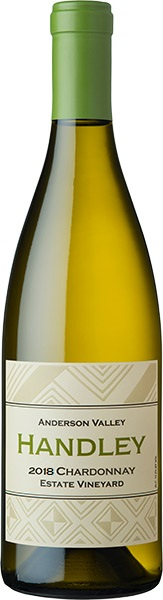 ANDERSON VALLEY
HANDLEY
2018 CHARDONNAY
ESTATE VINEYARD